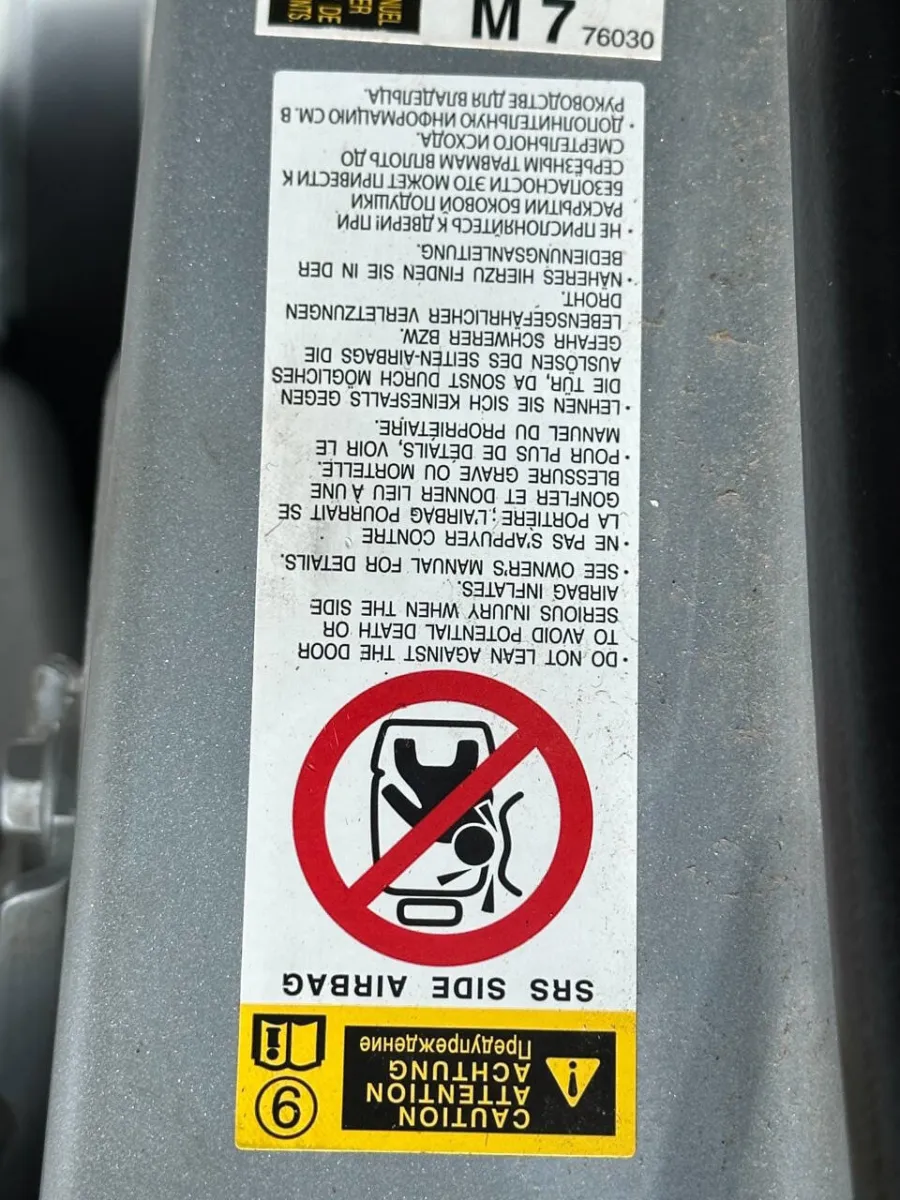 CAUTION
ATTENTION
ACHTUNG
Предупреждение
6
SRS SIDE AIRBAG
• DO NOT LEAN AGAINST THE DOOR
TO AVOID POTENTIAL DEATH OR
SERIOUS INJURY WHEN THE SIDE
AIRBAG INFLATES.
• SEE OWNER'S MANUAL FOR DETAILS.
• NE PAS S'APPUYER CONTRE
LA PORTIÈRE ; L'AIRBAG POURRAIT SE
GONFLER ET DONNER LIEU À UNE
BLESSURE GRAVE OU MORTELLE.
• POUR PLUS DE DÉTAILS, VOIR LE
MANUEL DU PROPRIÉTAIRE.
• LEHNEN SIE SICH KEINESFALLS GEGEN
DIE TÜR, DA SONST DURCH MÖGLICHES
AUSLÖSEN DES SEITEN-AIRBAGS DIE
GEFAHR SCHWERER BZW.
LEBENSGEFÄHRLICHER VERLETZUNGEN
DROHT.
• NÄHERES HIERZU FINDEN SIE IN DER
BEDIENUNGSANLEITUNG.
• НЕ ПРИСЛОНЯЙТЕСЬ К ДВЕРИ! ПРИ
РАСКРЫТИИ БОКОВОЙ ПОДУШКИ
БЕЗОПАСНОСТИ ЭТО МОЖЕТ ПРИВЕСТИ К
СЕРЬЁЗНЫМ ТРАВМАМ ВПЛОТЬ ДО
СМЕРТЕЛЬНОГО ИСХОДА.
• ДОПОЛНИТЕЛЬНУЮ ИНФОРМАЦИЮ СМ. В
РУКОВОДСТВЕ ДЛЯ ВЛАДЕЛЬЦА.
M 7 76030